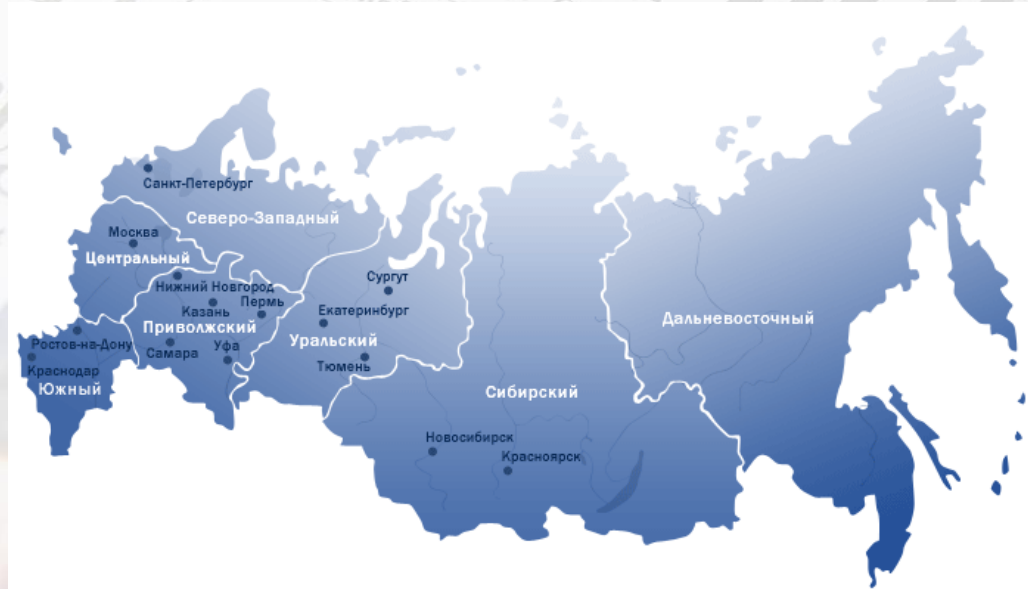 Санкт-Петербург
Северо-Западный
Москва
Центральный
Сургут
Нижний Новгород
Пермь
Казань
Екатеринбург
Дальневосточный
Приволжский
Уральский
Ростов-на-Дону
Самара
Уфа
Тюмень
Краснодар
Южный
Сибирский
Новосибирск
Красноярск